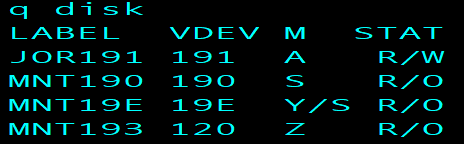 q disk
LABEL VDEV M STAT
JOR191 191 A R/W
MNT190 190 S R/O
MNT19E 19E Y/S R/O
MNT193 120 Z R/O